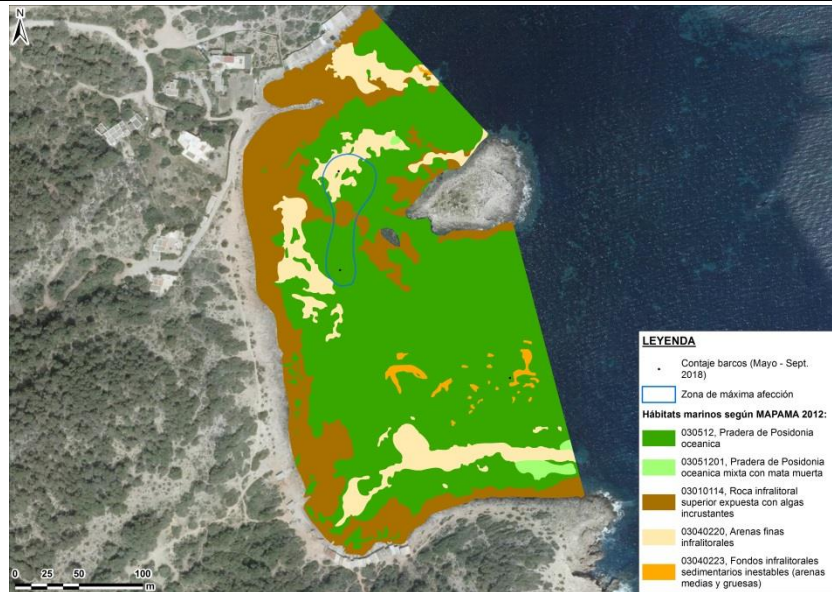 N
LEYENDA
Contaje barcos (Mayo - Sept.
2018)
Zona de máxima afección
Hábitats marinos según MAPAMA 2012:
030512, Pradera de Posidonia
oceanica
03051201, Pradera de Posidonia
oceanica mixta con mata muerta
03010114, Roca infralitoral
superior expuesta con algas
incrustantes
03040220, Arenas finas
infralitorales
03040223, Fondos infralitorales
sedimentarios inestables (arenas
medias y gruesas)
0 25 50 100
m